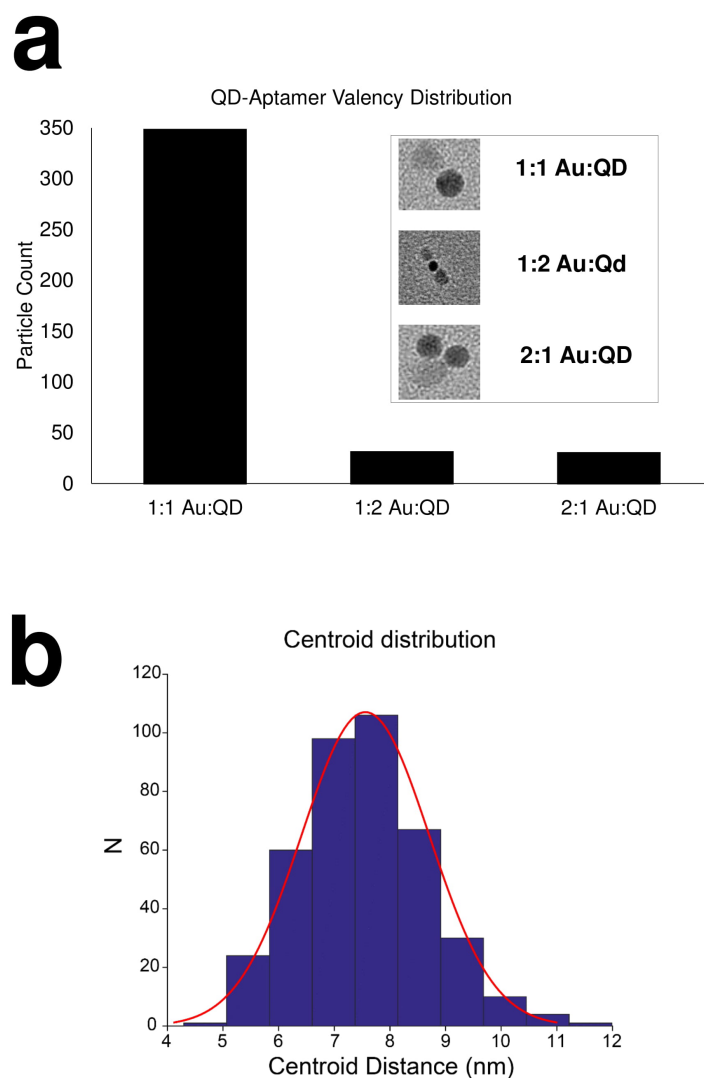 a
QD-Aptamer Valency Distribution
350
300
250
200
150
100
50
0
Particle Count
1:1 Au:QD
1:2 Au:Qd
2:1 Au:QD
1:1 Au:QD
1:2 Au:QD
2:1 Au:QD
b
Centroid distribution
120
100
80
60
40
20
0
N
4
5
6
7
8
9
10
11
12
Centroid Distance (nm)